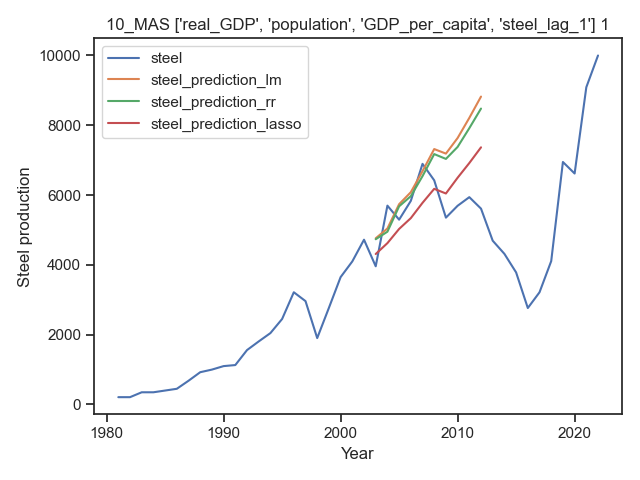 10_MAS ['real_GDP', 'population', 'GDP_per_capita', 'steel_lag_1'] 1
steel
steel_prediction_lm
steel_prediction_rr
steel_prediction_lasso
10000
8000
6000
4000
2000
0
Steel production
1980
1990
2000
2010
2020
Year